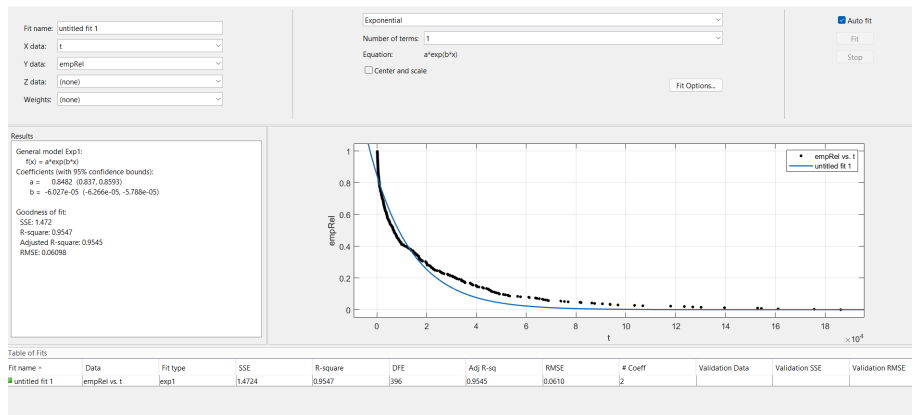 Fit name: untitled fit 1
X data: t
Y data: empRel
Z data: (none)
Weights: (none)
Exponential
Number of terms: 1
Equation: a*exp(b*x)
Center and scale
Fit Options...
Auto fit
Fit
Stop
Results
General model Exp1:
f(x) = a*exp(b*x)
Coefficients (with 95% confidence bounds):
a = 0.8482 (0.837, 0.8593)
b = -6.027e-05 (-6.266e-05, -5.788e-05)
Goodness of fit:
SSE: 1.472
R-square: 0.9547
Adjusted R-square: 0.9545
RMSE: 0.06098
empRel vs. t
untitled fit 1
1
0.8
0.6
0.4
0.2
0
empRel
0 2 4 6 8 10 12 14 16 18
×10⁴
t
Table of Fits
Fit name Data Fit type SSE R-square DFE Adj R-sq RMSE # Coeff Validation Data Validation SSE Validation RMSE
untitled fit 1 empRel vs. t exp1 1.4724 0.9547 396 0.9545 0.0610 2